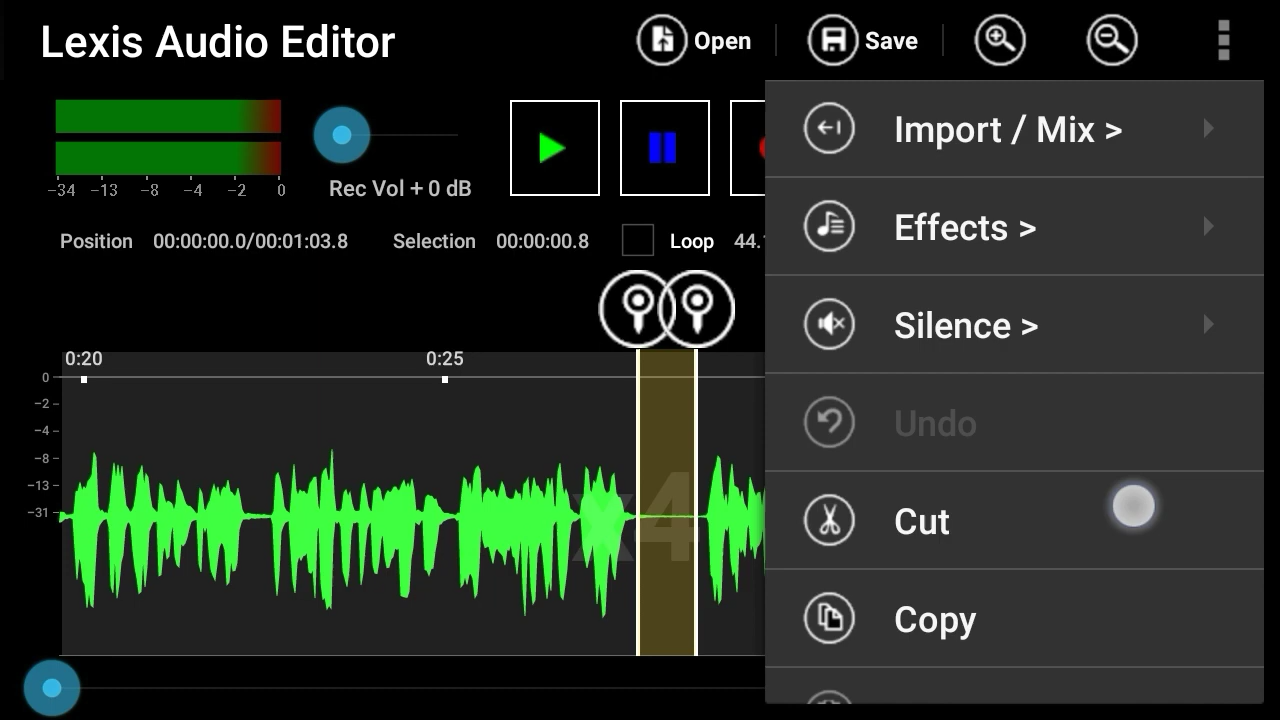 Lexis Audio Editor
Open
Save
Import / Mix >
Effects >
Silence >
Undo
Cut
Copy
-34 -13 -8 -4 -2 0
Rec Vol + 0 dB
Position 00:00:00.0/00:01:03.8 Selection 00:00:00.8 Loop 44.
0:20 0:25
0
-2
-4
-8
-13
-31
x4